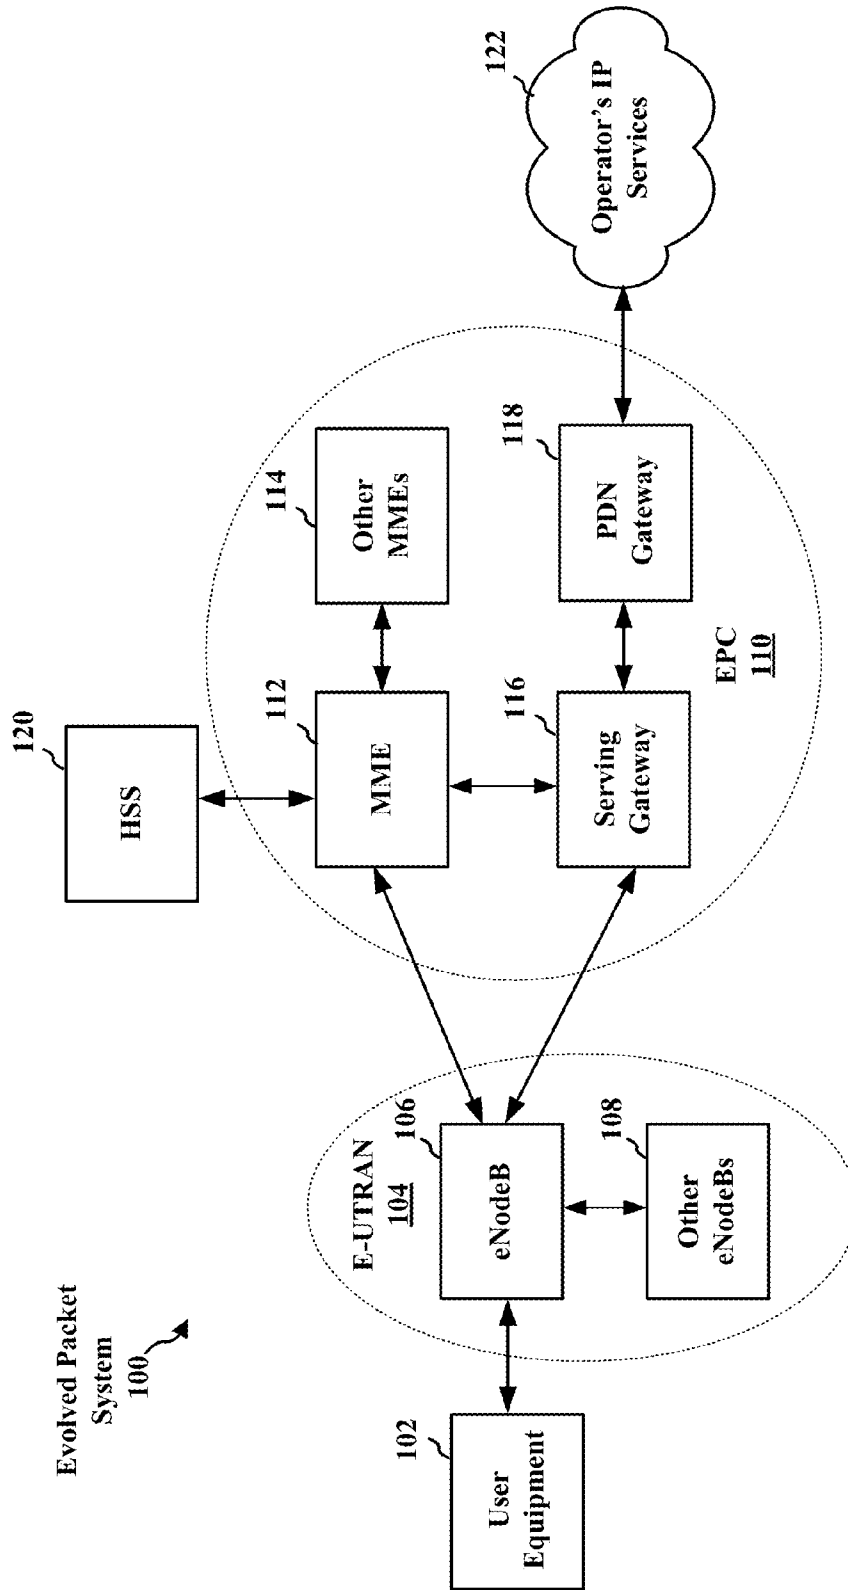 Evolved Packet
System
100
User
Equipment
102
E-UTRAN
104
eNodeB
106
Other
eNodeBs
108
HSS
120
MME
112
Other
MMEs
114
Serving
Gateway
116
PDN
Gateway
118
EPC
110
Operator's IP
Services
122